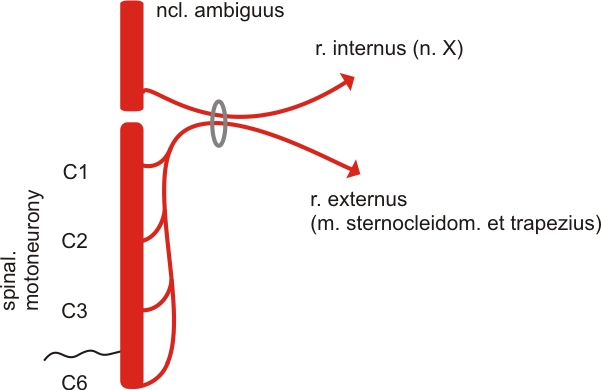 ncl. ambiguus
r. internus (n. X)
C1
r. externus
(m. sternocleidom. et trapezius)
C2
spinal.
motoneurony
C3
C6